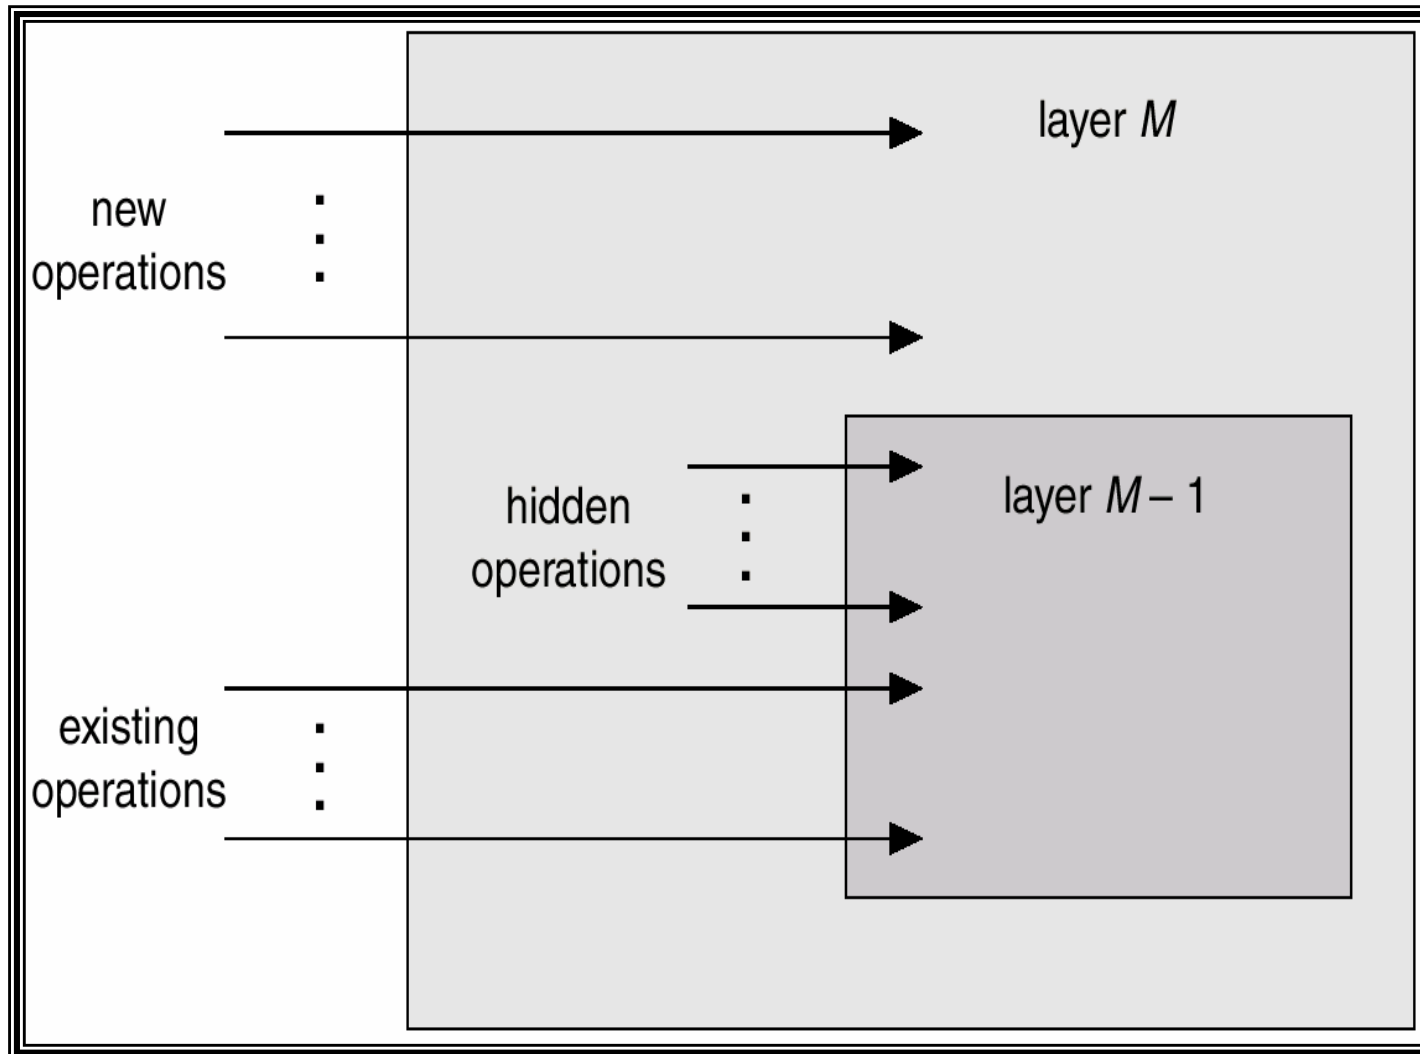 layer M
new
operations
hidden
operations
layer M – 1
existing
operations